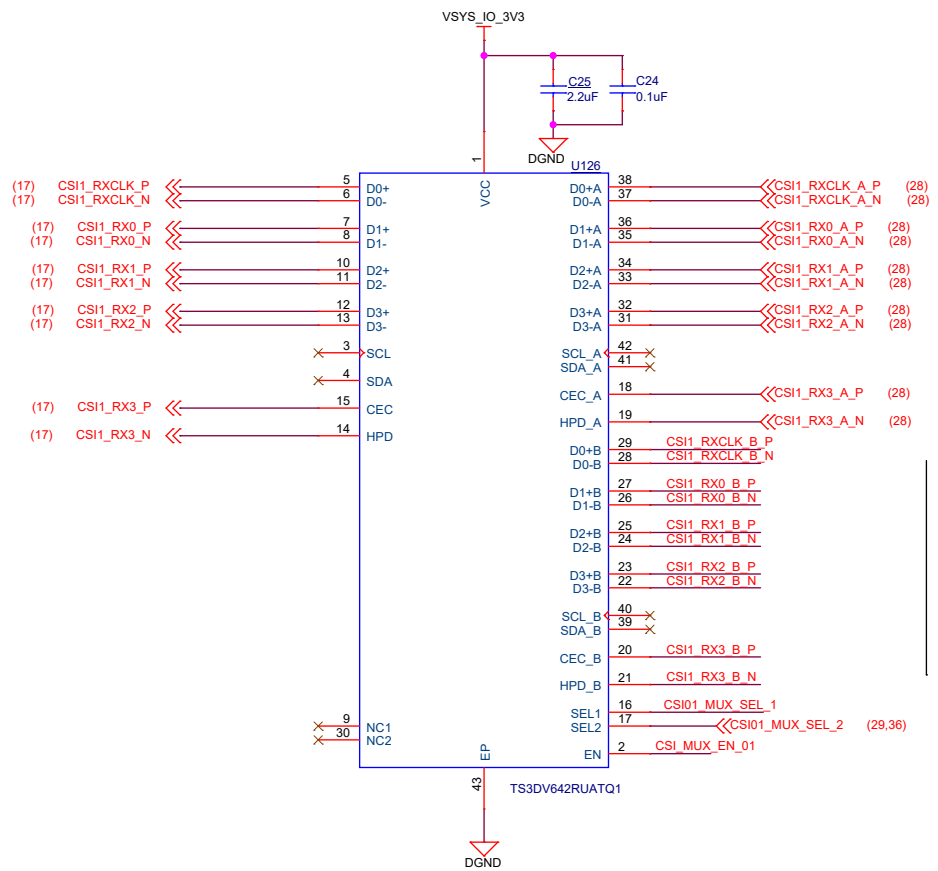 VSYS_IO_3V3
C25
2.2uF
C24
0.1uF
DGND
U126
1
VCC
(17) CSI1_RXCLK_P 5 D0+ D0+A 38 CSI1_RXCLK_A_P (28)
(17) CSI1_RXCLK_N 6 D0- D0-A 37 CSI1_RXCLK_A_N (28)
(17) CSI1_RX0_P 7 D1+ D1+A 36 CSI1_RX0_A_P (28)
(17) CSI1_RX0_N 8 D1- D1-A 35 CSI1_RX0_A_N (28)
(17) CSI1_RX1_P 10 D2+ D2+A 34 CSI1_RX1_A_P (28)
(17) CSI1_RX1_N 11 D2- D2-A 33 CSI1_RX1_A_N (28)
(17) CSI1_RX2_P 12 D3+ D3+A 32 CSI1_RX2_A_P (28)
(17) CSI1_RX2_N 13 D3- D3-A 31 CSI1_RX2_A_N (28)
3 SCL SCL_A 42
SDA_A 41
4 SDA
CEC_A 18 CSI1_RX3_A_P (28)
(17) CSI1_RX3_P 15 CEC
HPD_A 19 CSI1_RX3_A_N (28)
(17) CSI1_RX3_N 14 HPD
D0+B 29 CSI1_RXCLK_B_P
D0-B 28 CSI1_RXCLK_B_N
D1+B 27 CSI1_RX0_B_P
D1-B 26 CSI1_RX0_B_N
D2+B 25 CSI1_RX1_B_P
D2-B 24 CSI1_RX1_B_N
D3+B 23 CSI1_RX2_B_P
D3-B 22 CSI1_RX2_B_N
SCL_B 40
SDA_B 39
CEC_B 20 CSI1_RX3_B_P
HPD_B 21 CSI1_RX3_B_N
SEL1 16 CSI01_MUX_SEL_1
9 NC1 SEL2 17 CSI01_MUX_SEL_2 (29,36)
30 NC2
EN 2 CSI_MUX_EN_01
EP
43
TS3DV642RUATQ1
DGND